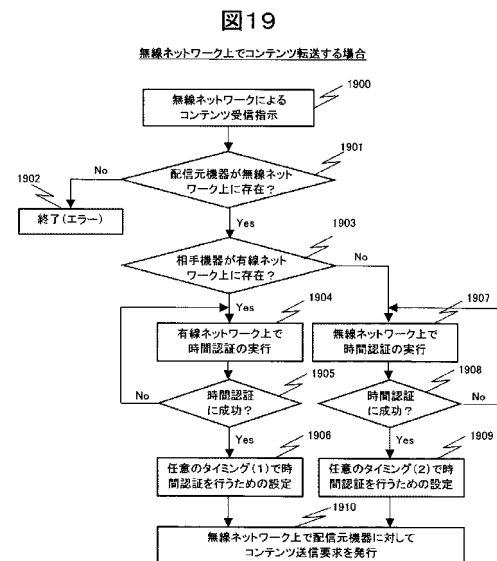 図19
無線ネットワーク上でコンテンツ転送する場合
1900
無線ネットワークによる
コンテンツ受信指示
1901
配信元機器が無線ネット
ワーク上に存在？
No
1902
終了(エラー)
Yes
1903
相手機器が有線ネット
ワーク上に存在？
No
Yes
1904
有線ネットワーク上で
時間認証の実行
1907
無線ネットワーク上で
時間認証の実行
1905
時間認証
に成功？
No
1908
時間認証
に成功？
No
Yes
1906
任意のタイミング(1)で時
間認証を行うための設定
Yes
1909
任意のタイミング(2)で時
間認証を行うための設定
1910
無線ネットワーク上で配信元機器に対して
コンテンツ送信要求を発行